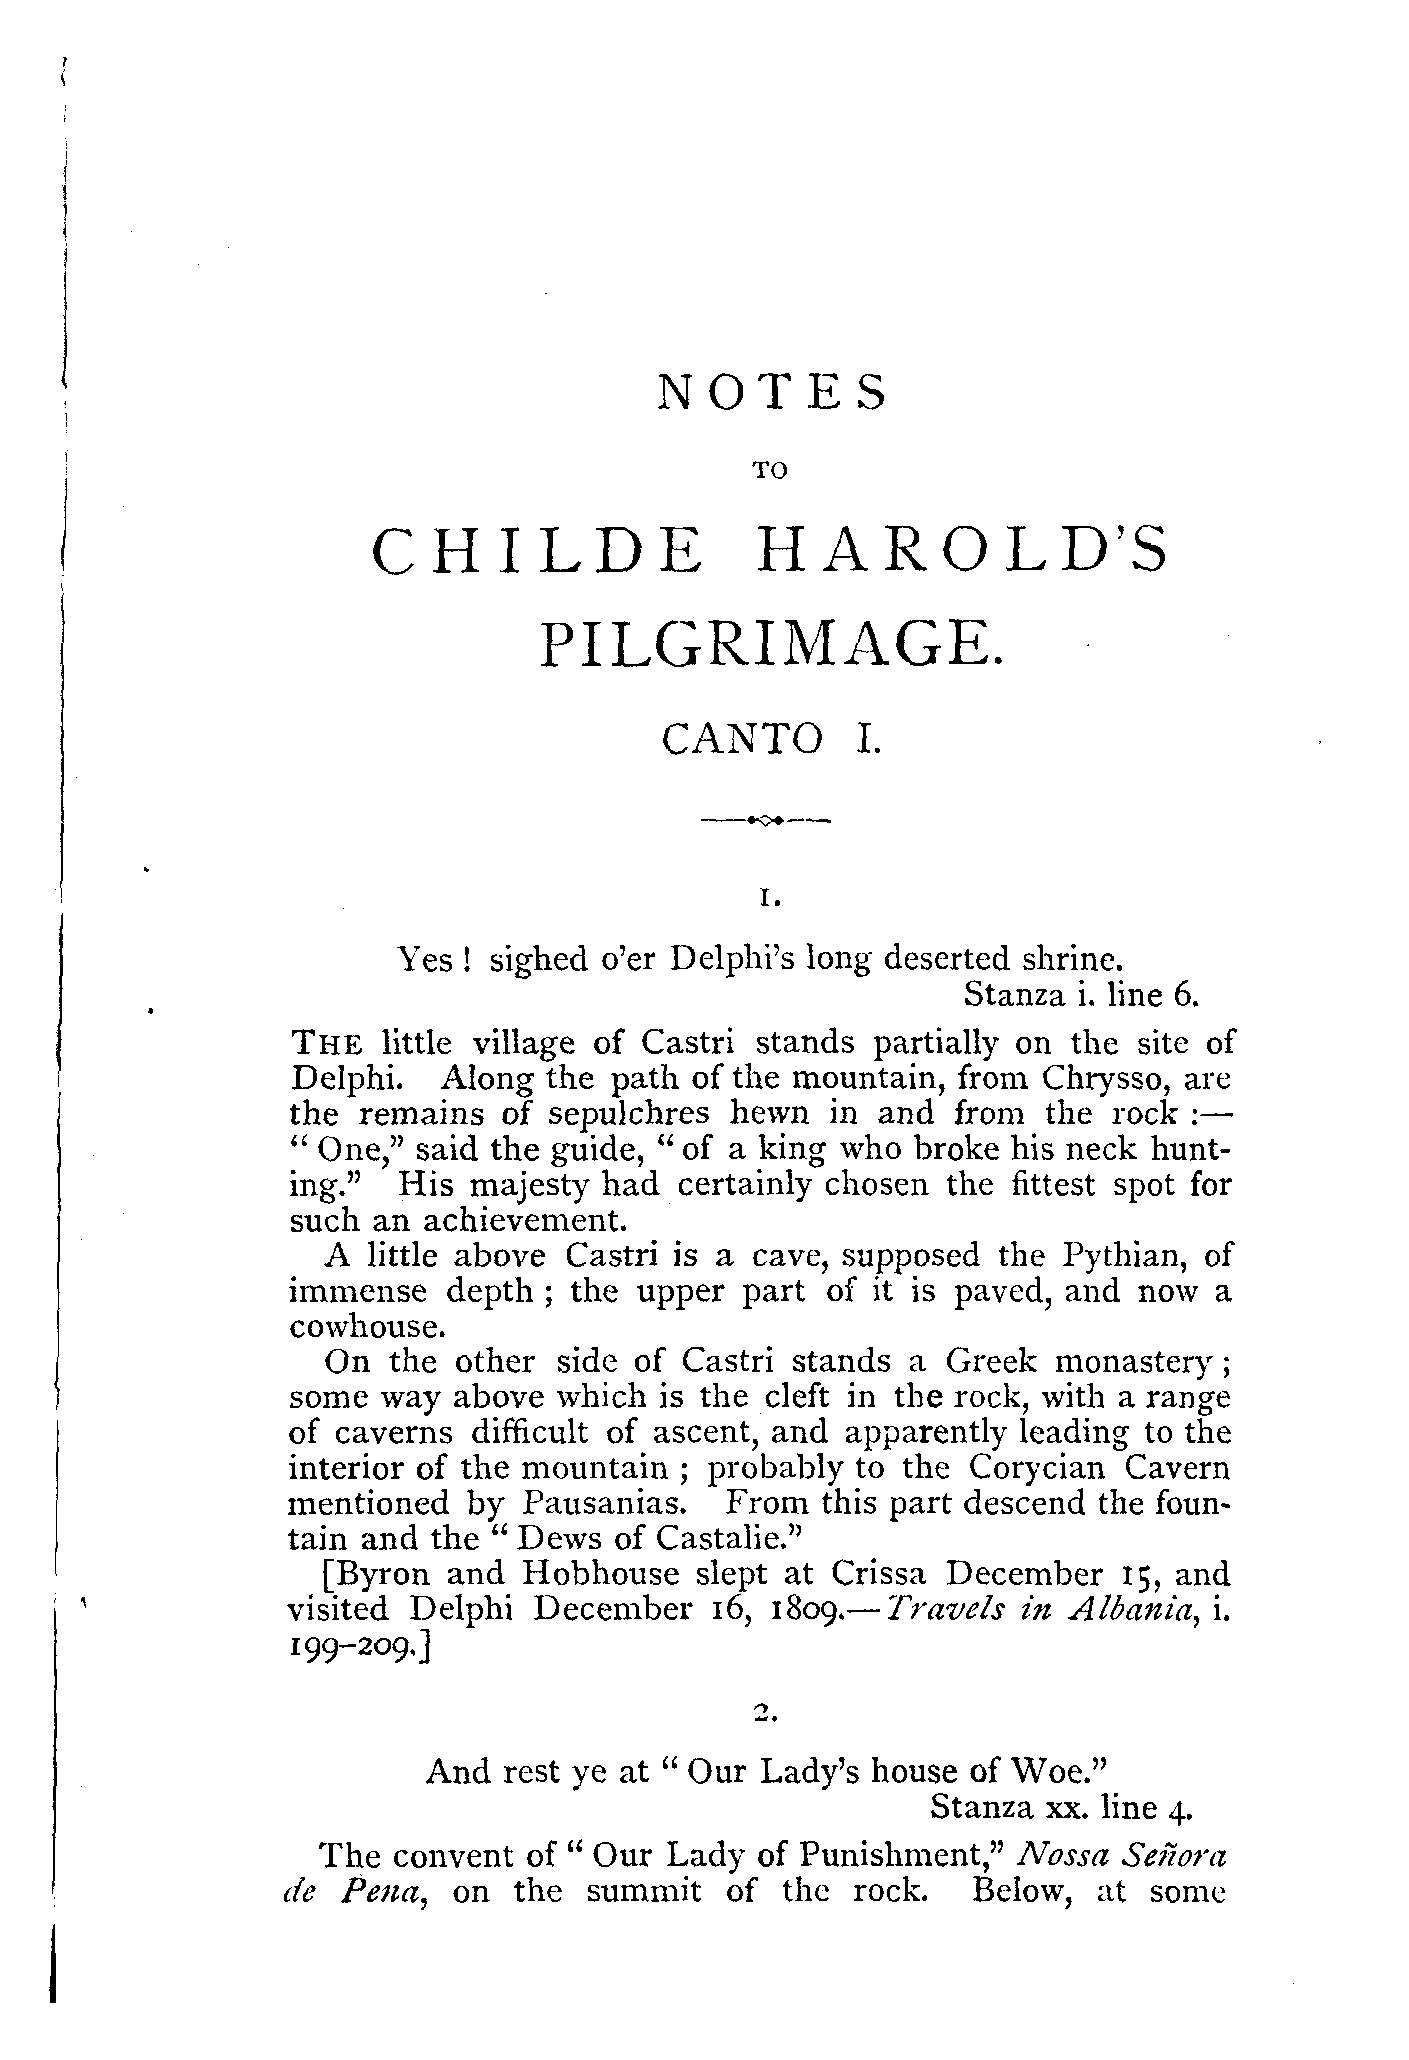 NOTES
TO
CHILDE HAROLD'S
PILGRIMAGE.
CANTO I.
1.
Yes! sighed o'er Delphi's long deserted shrine.
Stanza i. line 6.
THE little village of Castri stands partially on the site of
Delphi. Along the path of the mountain, from Chrysso, are
the remains of sepulchres hewn in and from the rock :—
“One,” said the guide, “of a king who broke his neck hunt-
ing.” His majesty had certainly chosen the fittest spot for
such an achievement.
A little above Castri is a cave, supposed the Pythian, of
immense depth; the upper part of it is paved, and now a
cowhouse.
On the other side of Castri stands a Greek monastery;
some way above which is the cleft in the rock, with a range
of caverns difficult of ascent, and apparently leading to the
interior of the mountain; probably to the Corycian Cavern
mentioned by Pausanias. From this part descend the foun-
tain and the “Dews of Castalie.”
[Byron and Hobhouse slept at Crissa December 15, and
visited Delphi December 16, 1809.—Travels in Albania, i.
199–209.]
2.
And rest ye at “Our Lady's house of Woe.”
Stanza xx. line 4.
The convent of “Our Lady of Punishment,” Nossa Señora
de Pena, on the summit of the rock. Below, at some